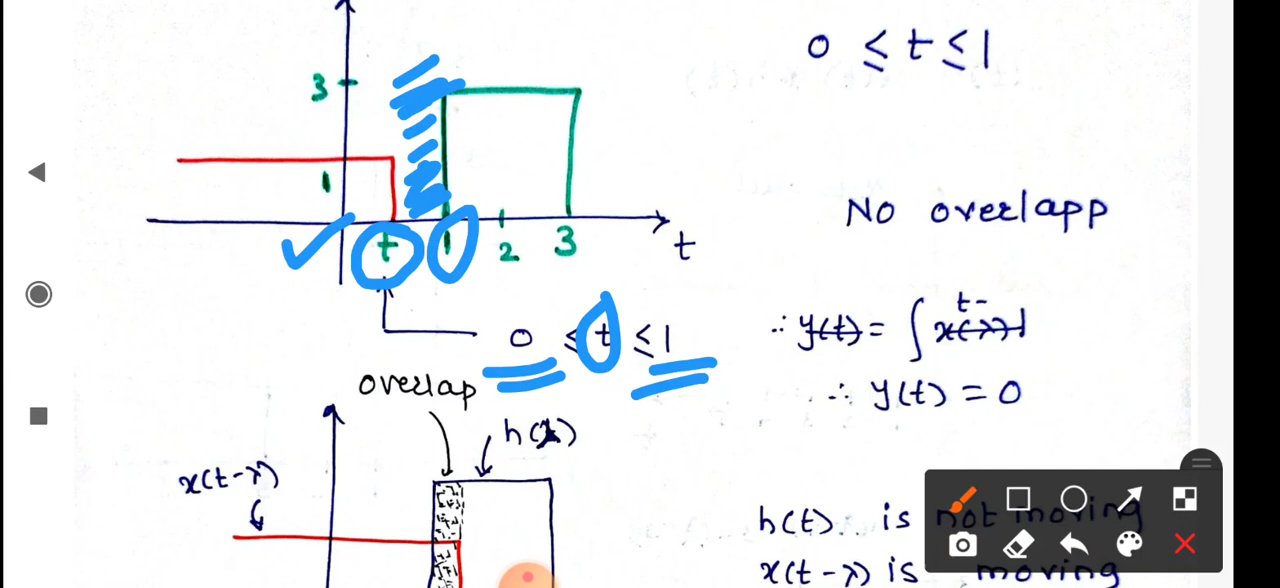 0 ≤ t ≤ 1
3
1
No overlapp
t 1 2 3 t
0 ≤ t ≤ 1
∴ y(t) = ∫ x(λ) t-
∴ y(t) = 0
overlap
h(λ)
x(t-λ)
h(t) is not moving
x(t-λ) is moving